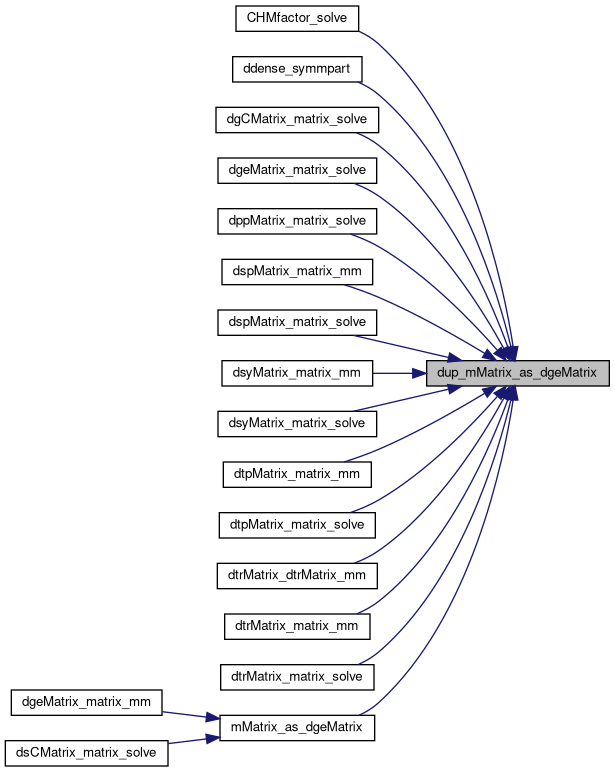 CHMfactor_solve
ddense_symmpart
dgCMatrix_matrix_solve
dgeMatrix_matrix_solve
dppMatrix_matrix_solve
dspMatrix_matrix_mm
dspMatrix_matrix_solve
dsyMatrix_matrix_mm
dup_mMatrix_as_dgeMatrix
dsyMatrix_matrix_solve
dtpMatrix_matrix_mm
dtpMatrix_matrix_solve
dtrMatrix_dtrMatrix_mm
dtrMatrix_matrix_mm
dtrMatrix_matrix_solve
dgeMatrix_matrix_mm
mMatrix_as_dgeMatrix
dsCMatrix_matrix_solve